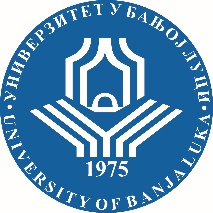 УНИВЕРЗИТЕТ У БАЊОЈ ЛУЦИ
1975
UNIVERSITY OF BANJA LUKA